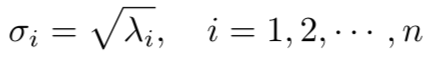 σᵢ = √λᵢ, i = 1, 2, ⋯ , n